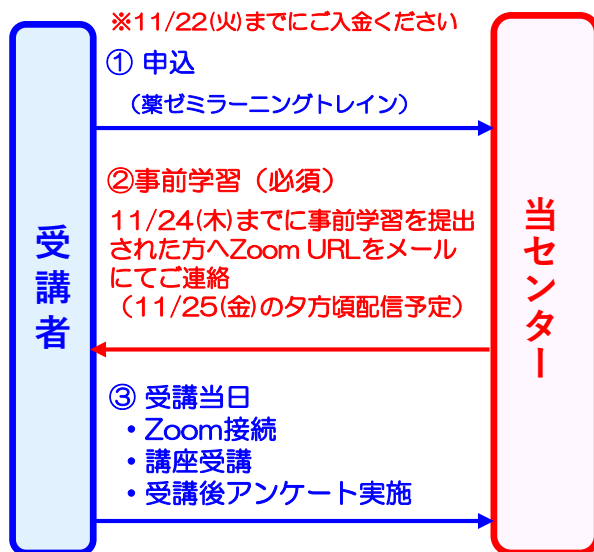 ※11/22(火)までにご入金ください
① 申込
（薬ゼミラーニングトレイン）
②事前学習（必須）
11/24(木)までに事前学習を提出
された方へZoom URLをメール
にてご連絡
（11/25(金)の夕方頃配信予定）
③ 受講当日
・Zoom接続
・講座受講
・受講後アンケート実施
受講者
当センター